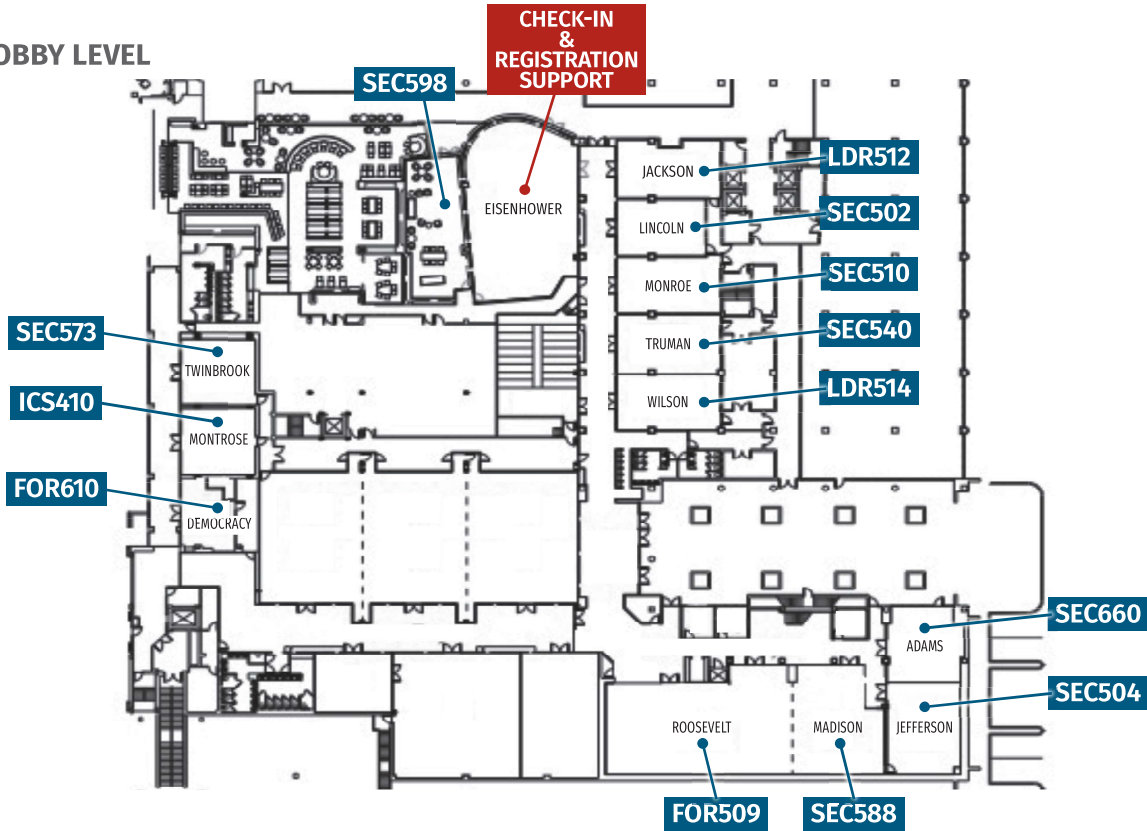 CHECK-IN
&
REGISTRATION
SUPPORT
OBBY LEVEL
SEC598
JACKSON
LDR512
EISENHOWER
LINCOLN
SEC502
MONROE
SEC510
SEC573
TWINBROOK
TRUMAN
SEC540
ICS410
MONTROSE
WILSON
LDR514
FOR610
DEMOCRACY
SEC660
ADAMS
SEC504
ROOSEVELT
MADISON
JEFFERSON
FOR509
SEC588